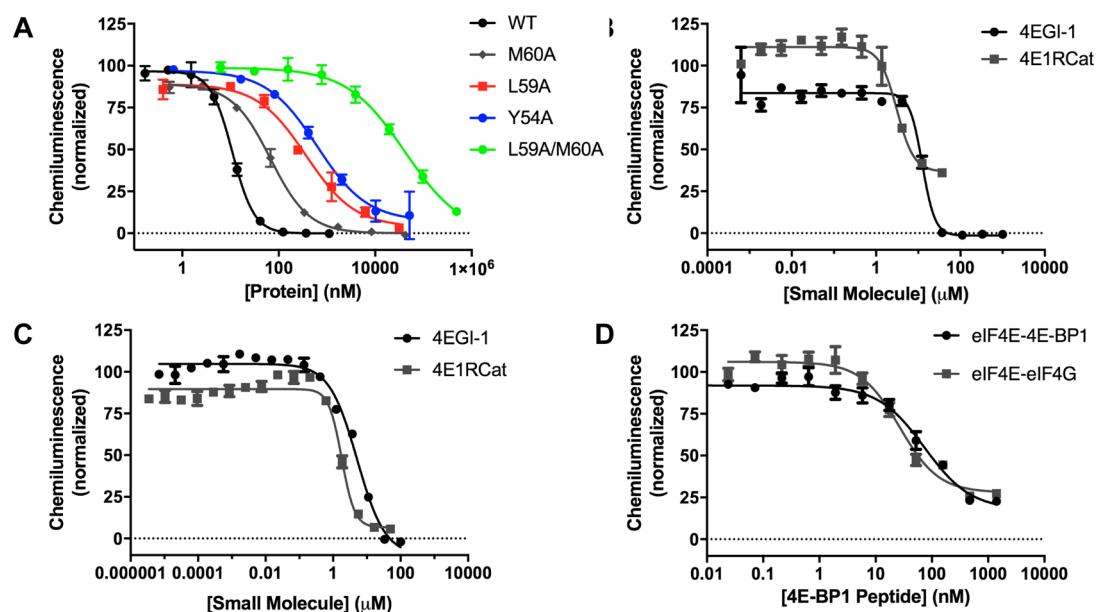 A
Chemiluminescence
(normalized)
125
100
75
50
25
0
1
100
10000
1×10⁶
[Protein] (nM)
WT
M60A
L59A
Y54A
L59A/M60A
Chemiluminescence
(normalized)
125
100
75
50
25
0
0.0001
0.01
1
100
10000
[Small Molecule] (μM)
4EGI-1
4E1RCat
C
Chemiluminescence
(normalized)
125
100
75
50
25
0
0.000001
0.0001
0.01
1
100
10000
[Small Molecule] (μM)
4EGI-1
4E1RCat
D
Chemiluminescence
(normalized)
125
100
75
50
25
0
0.01
0.1
1
10
100
1000
10000
[4E-BP1 Peptide] (nM)
eIF4E-4E-BP1
eIF4E-eIF4G